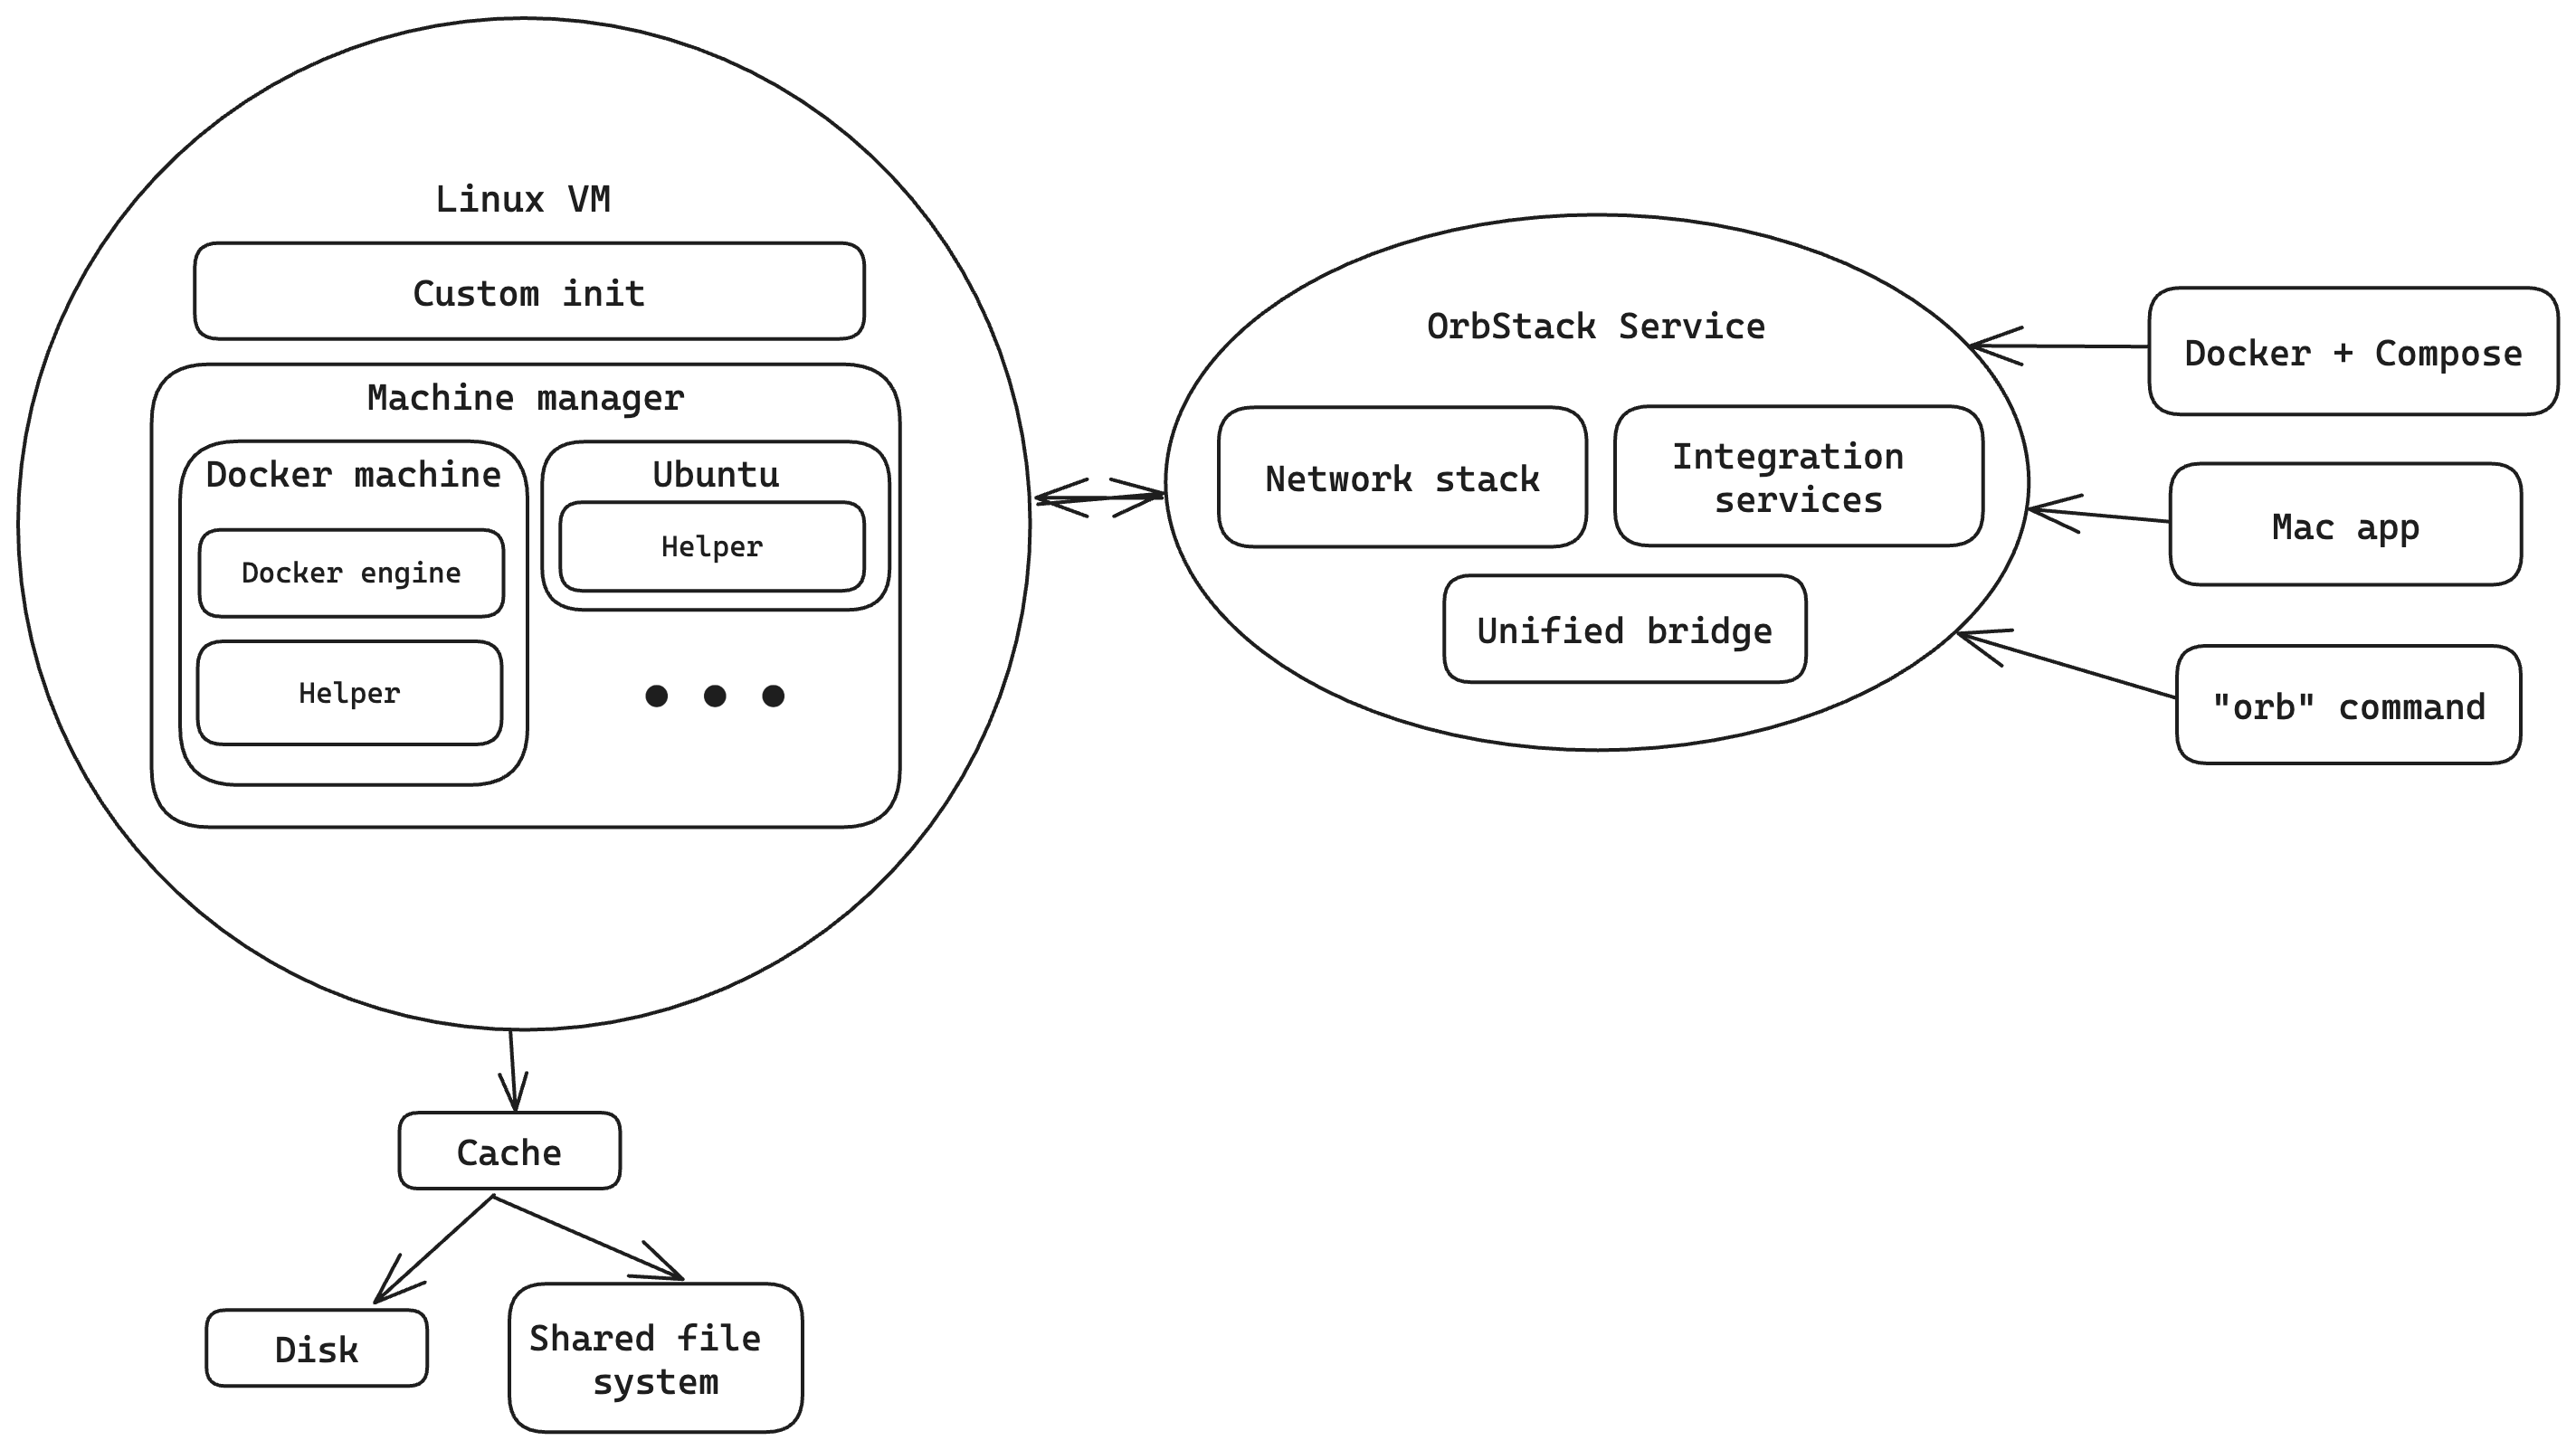 Linux VM
Custom init
Machine manager
Docker machine
Docker engine
Helper
Ubuntu
Helper
OrbStack Service
Network stack
Integration
services
Unified bridge
Docker + Compose
Mac app
"orb" command
Cache
Disk
Shared file
system